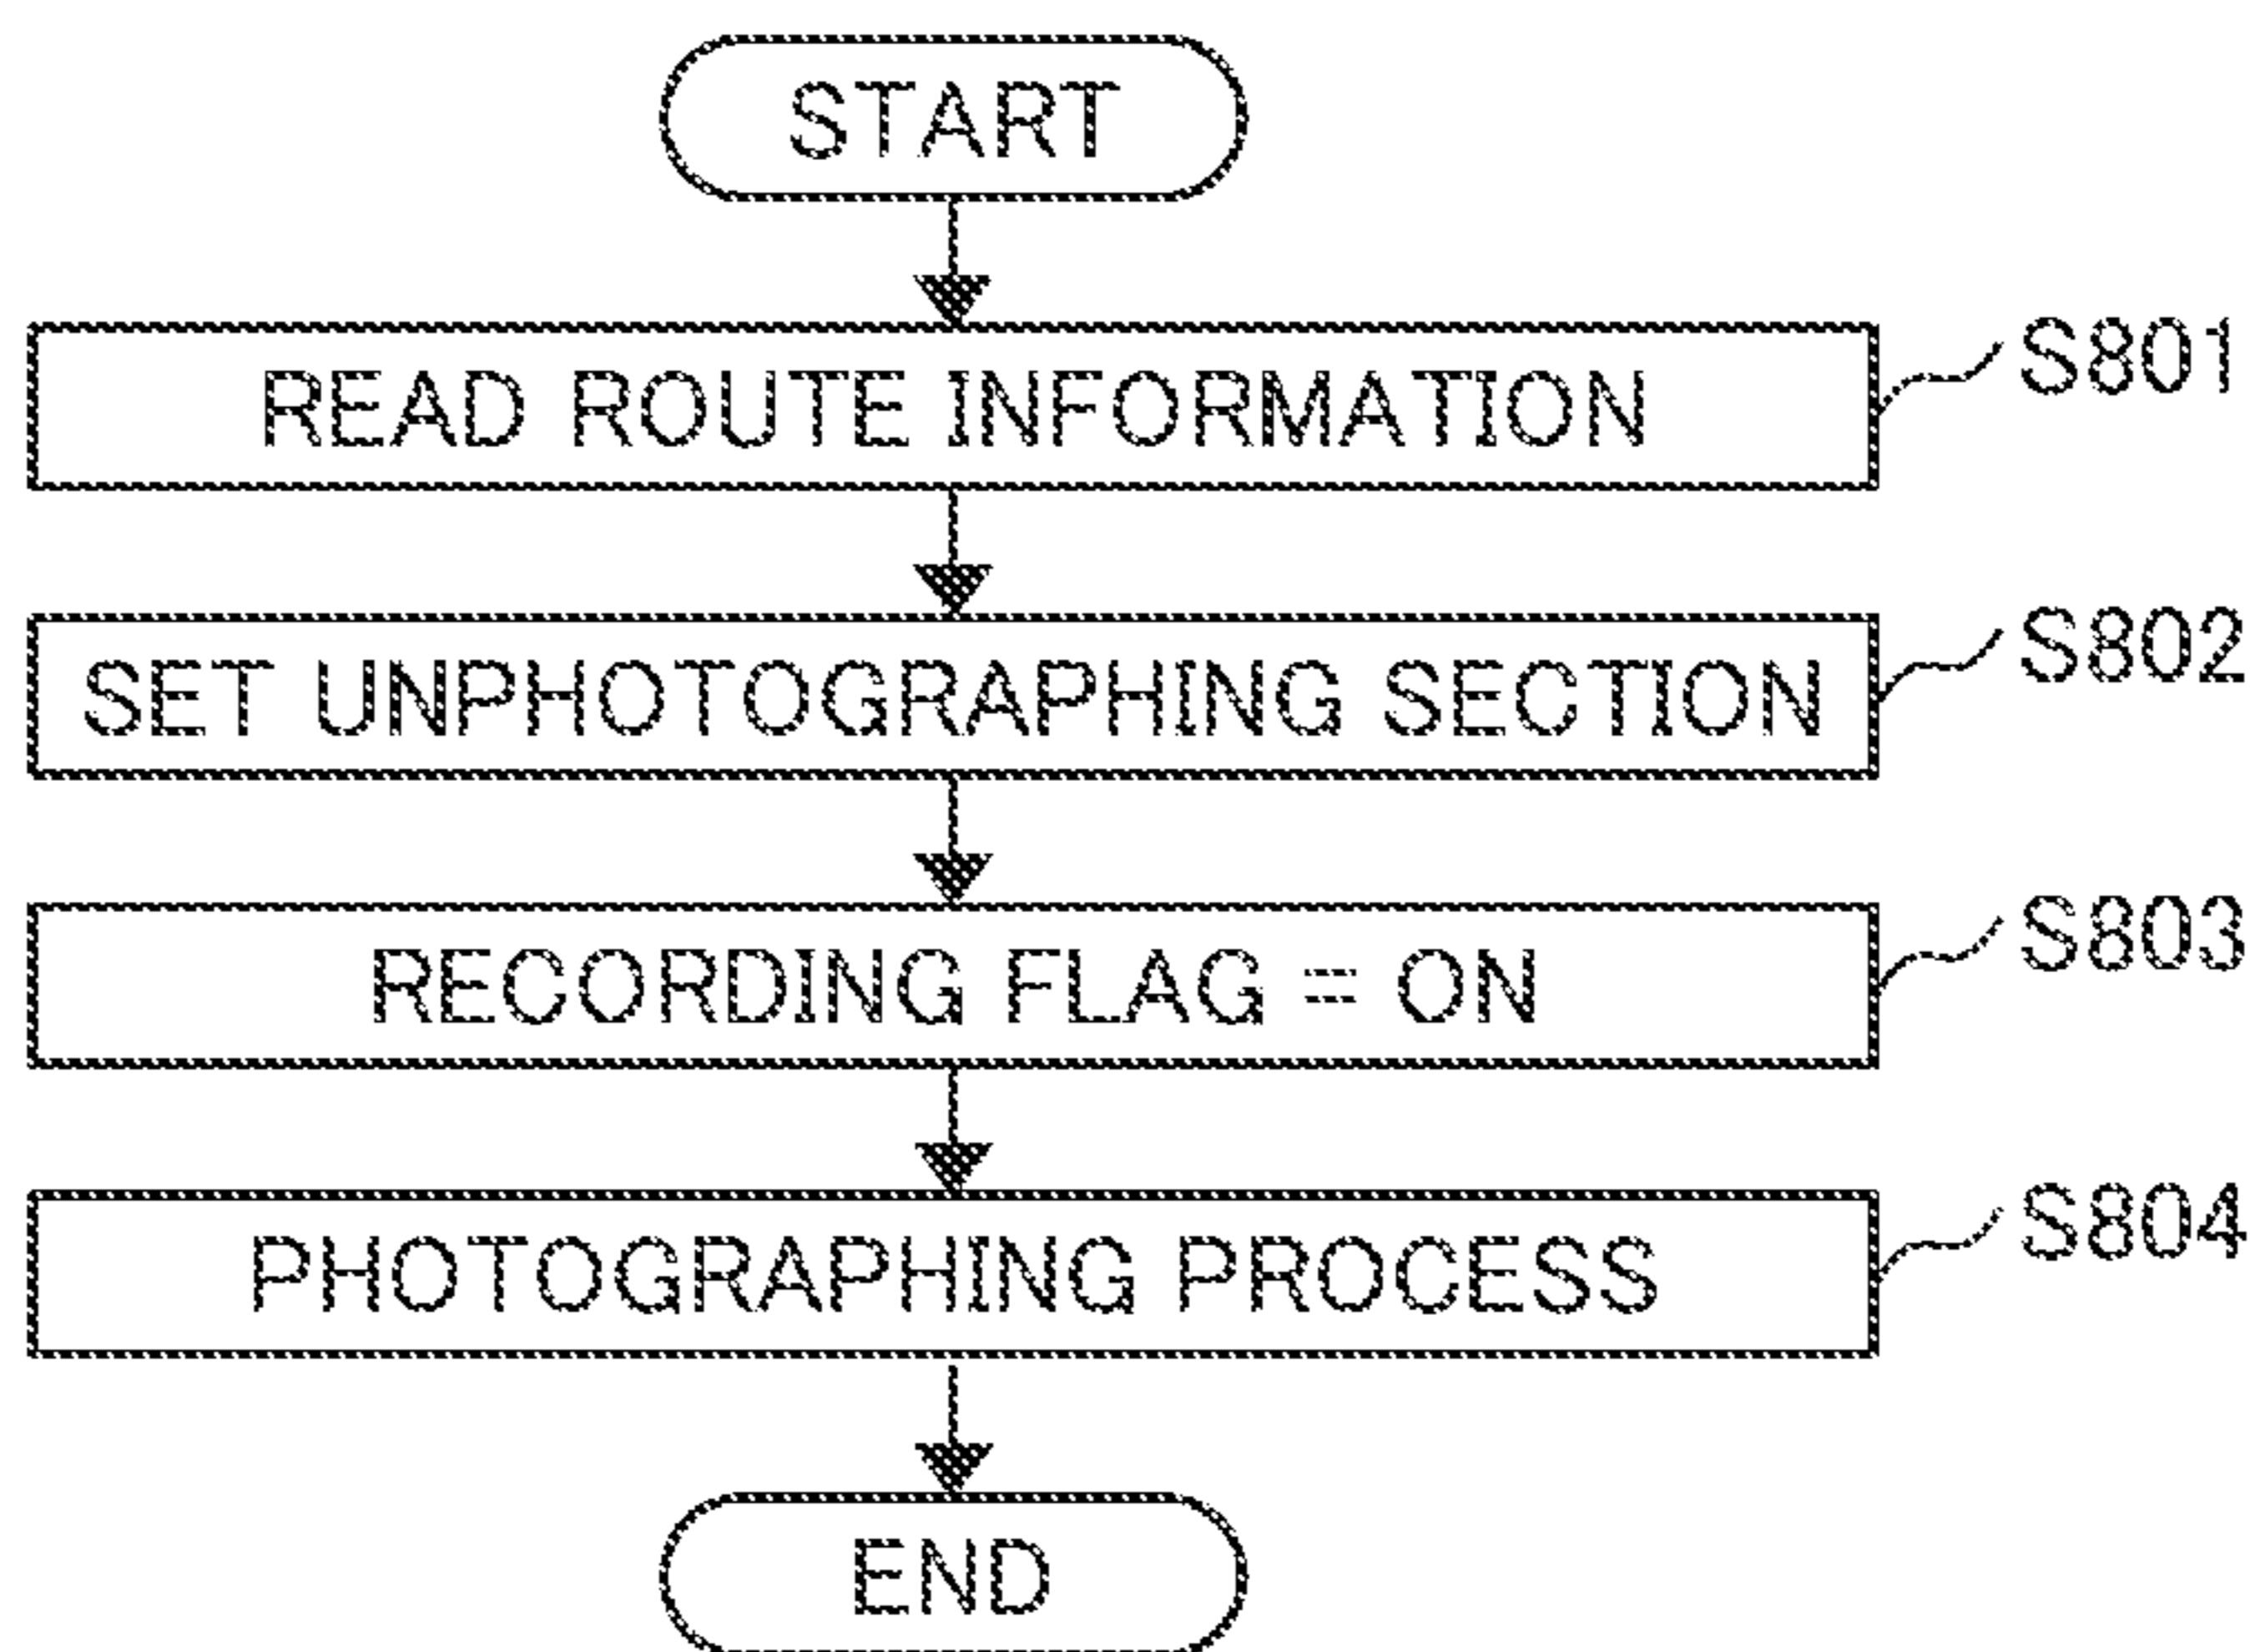 START
READ ROUTE INFORMATION
S801
SET UNPHOTOGRAPHING SECTION
S802
RECORDING FLAG = ON
S803
PHOTOGRAPHING PROCESS
S804
END